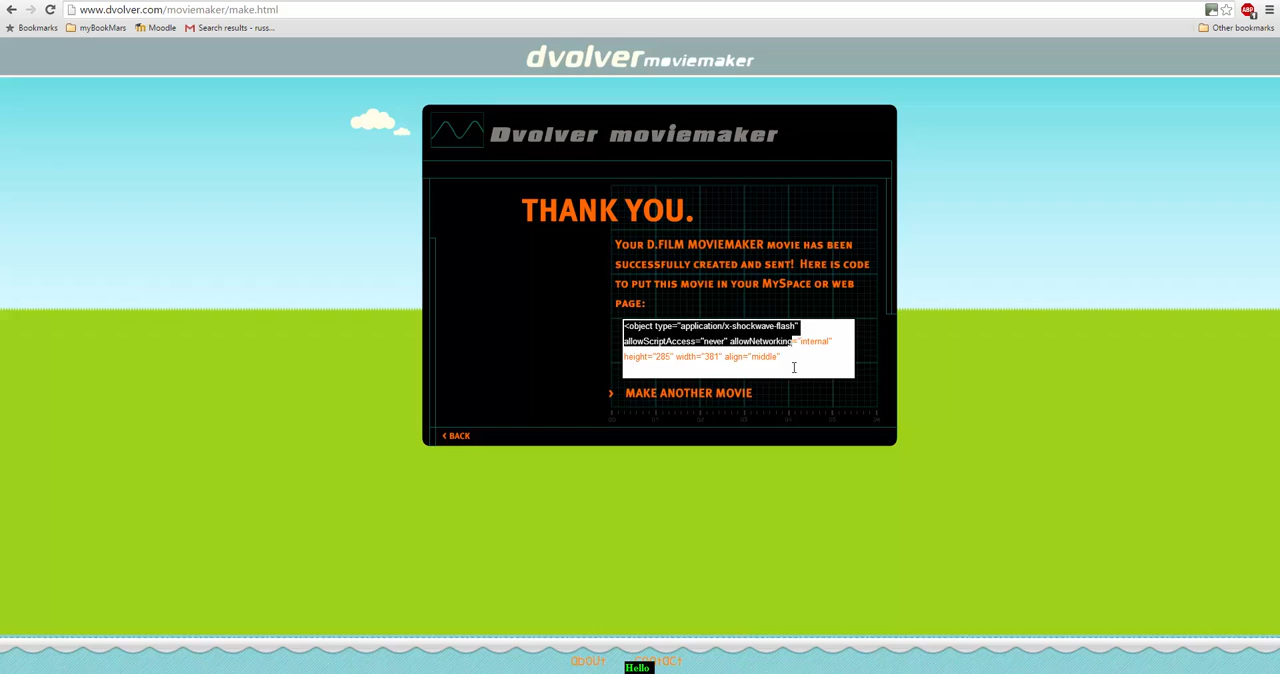 www.dvolver.com/moviemaker/make.html
Bookmarks myBookMars Moodle Search results - russ... Other bookmarks
dvolver moviemaker
Dvolver moviemaker
THANK YOU.
YOUR D.FILM MOVIEMAKER MOVIE HAS BEEN
SUCCESSFULLY CREATED AND SENT! HERE IS CODE
TO PUT THIS MOVIE IN YOUR MYSPACE OR WEB
PAGE:
<object type="application/x-shockwave-flash"
allowScriptAccess="never" allowNetworking="internal"
height="285" width="381" align="middle"
› MAKE ANOTHER MOVIE
‹ BACK
about contact
Hello